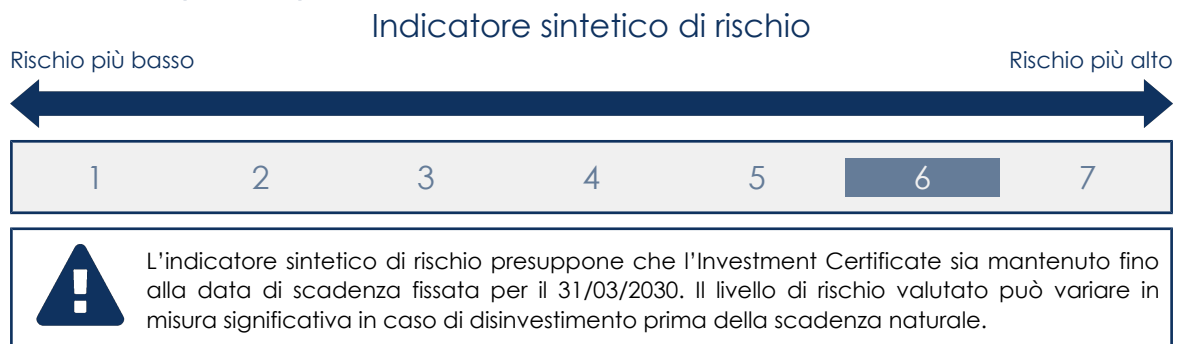 Indicatore sintetico di rischio
Rischio più basso Rischio più alto
1 2 3 4 5 6 7
L'indicatore sintetico di rischio presuppone che l'Investment Certificate sia mantenuto fino
alla data di scadenza fissata per il 31/03/2030. Il livello di rischio valutato può variare in
misura significativa in caso di disinvestimento prima della scadenza naturale.